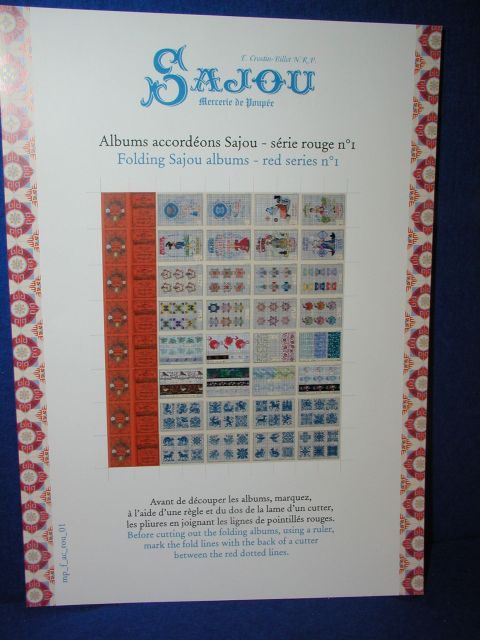 T. Crestin-Billet N.R.P.
SAJOU
Mercerie de Poupée
Albums accordéons Sajou - série rouge n°1
Folding Sajou albums - red series n°1
Avant de découper les albums, marquez,
à l'aide d'une règle et du dos de la lame d'un cutter,
les pliures en joignant les lignes de pointillés rouges.
Before cutting out the folding albums, using a ruler,
mark the fold lines with the back of a cutter
between the red dotted lines.
mp_f_ac_rou_01